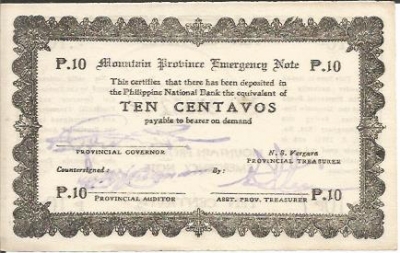 P.10 Mountain Province Emergency Note P.10
This certifies that there has been deposited in
the Philippine National Bank the equivalent of
TEN CENTAVOS
payable to bearer on demand
PROVINCIAL GOVERNOR
N. S. Vergara
PROVINCIAL TREASURER
Countersigned : By :
P.10 PROVINCIAL AUDITOR ASST. PROV. TREASURER P.10